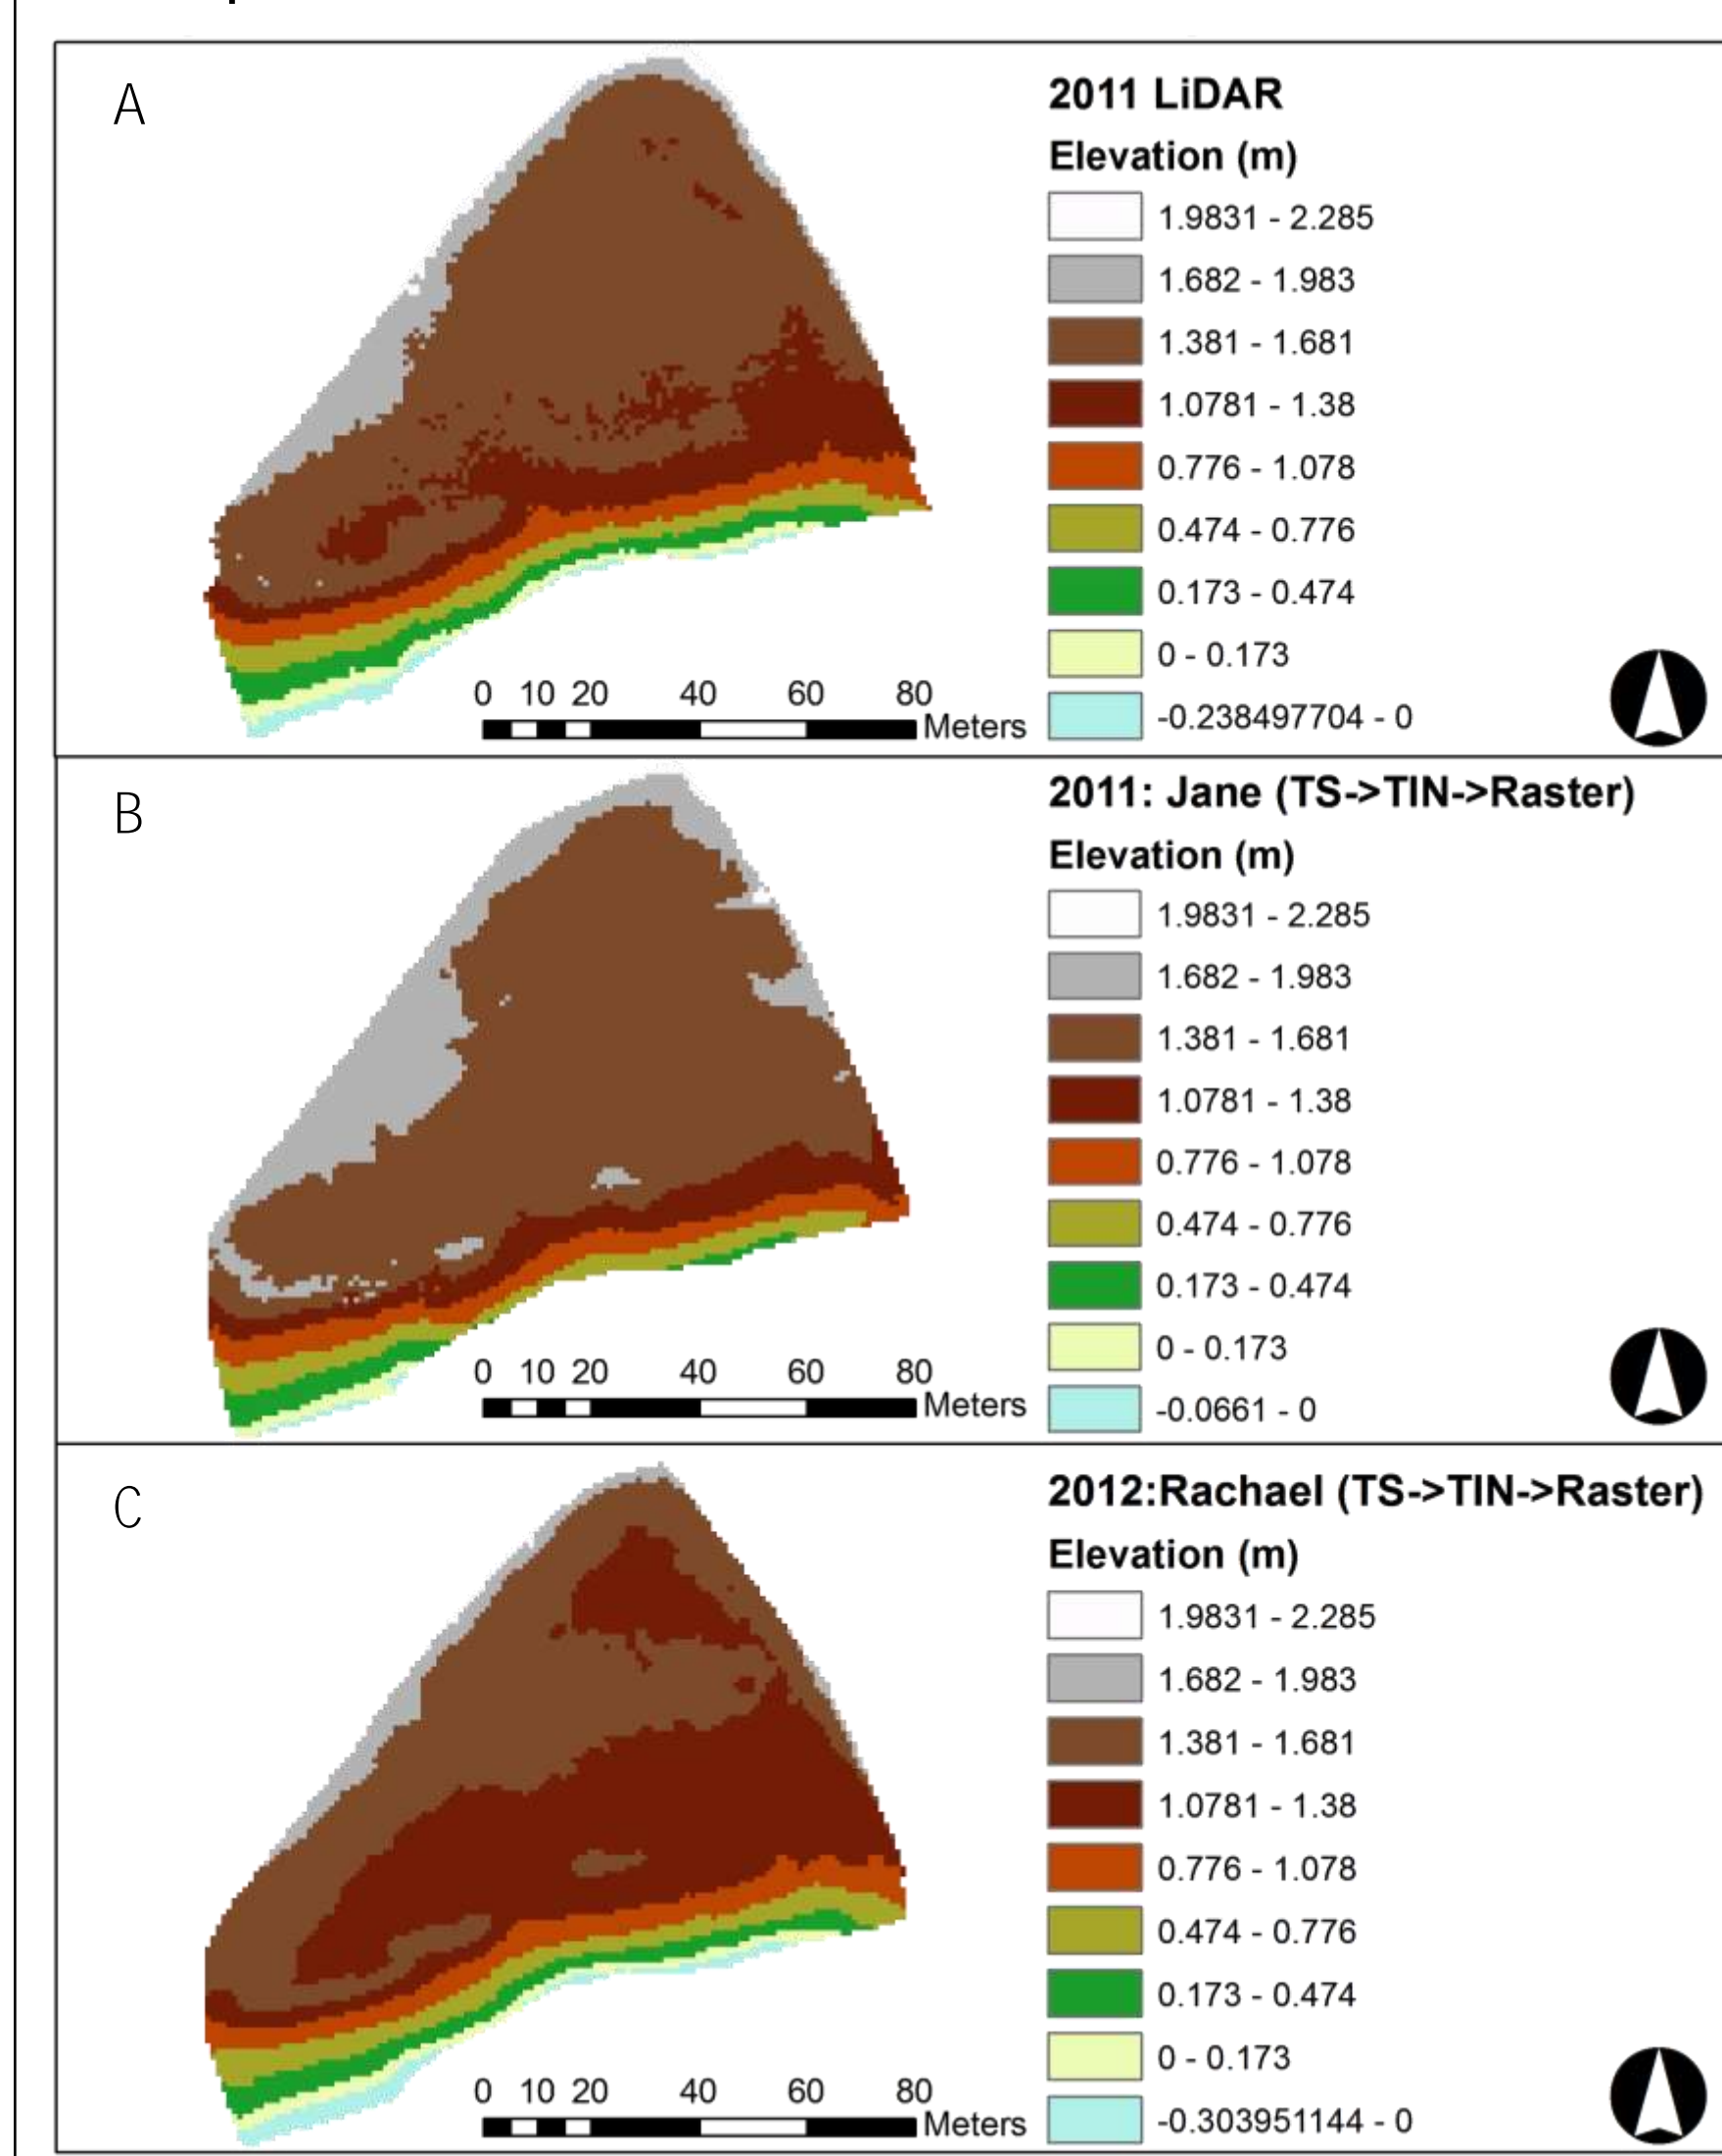 A
2011 LiDAR
Elevation (m)
1.9831 - 2.285
1.682 - 1.983
1.381 - 1.681
1.0781 - 1.38
0.776 - 1.078
0.474 - 0.776
0.173 - 0.474
0 - 0.173
-0.238497704 - 0
0 10 20 40 60 80
Meters
B
2011: Jane (TS->TIN->Raster)
Elevation (m)
1.9831 - 2.285
1.682 - 1.983
1.381 - 1.681
1.0781 - 1.38
0.776 - 1.078
0.474 - 0.776
0.173 - 0.474
0 - 0.173
-0.0661 - 0
0 10 20 40 60 80
Meters
C
2012:Rachael (TS->TIN->Raster)
Elevation (m)
1.9831 - 2.285
1.682 - 1.983
1.381 - 1.681
1.0781 - 1.38
0.776 - 1.078
0.474 - 0.776
0.173 - 0.474
0 - 0.173
-0.303951144 - 0
0 10 20 40 60 80
Meters